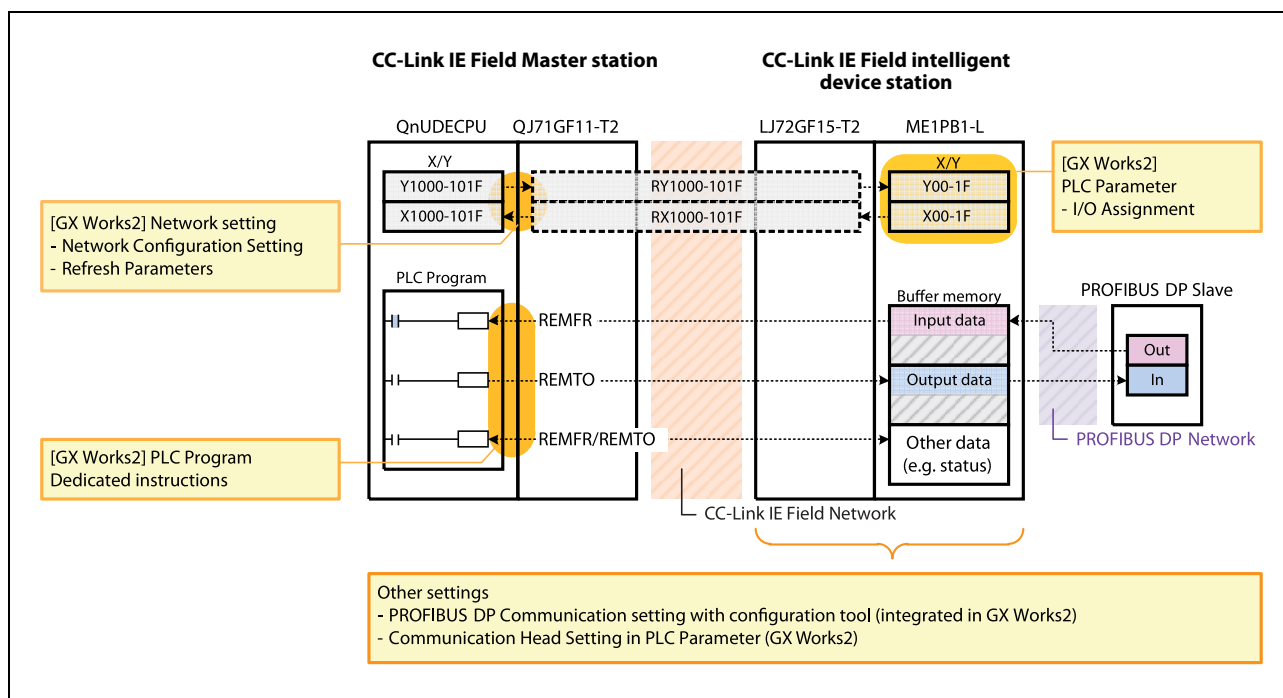 CC-Link IE Field Master station
CC-Link IE Field intelligent
device station
QnUDECPU
QJ71GF11-T2
LJ72GF15-T2
ME1PB1-L
X/Y
Y1000-101F
X1000-101F
RY1000-101F
RX1000-101F
X/Y
Y00-1F
X00-1F
[GX Works2]
PLC Parameter
- I/O Assignment
[GX Works2] Network setting
- Network Configuration Setting
- Refresh Parameters
PLC Program
REMFR
REMTO
REMFR/REMTO
Buffer memory
Input data
Output data
Other data
(e.g. status)
PROFIBUS DP Slave
Out
In
PROFIBUS DP Network
[GX Works2] PLC Program
Dedicated instructions
CC-Link IE Field Network
Other settings
- PROFIBUS DP Communication setting with configuration tool (integrated in GX Works2)
- Communication Head Setting in PLC Parameter (GX Works2)